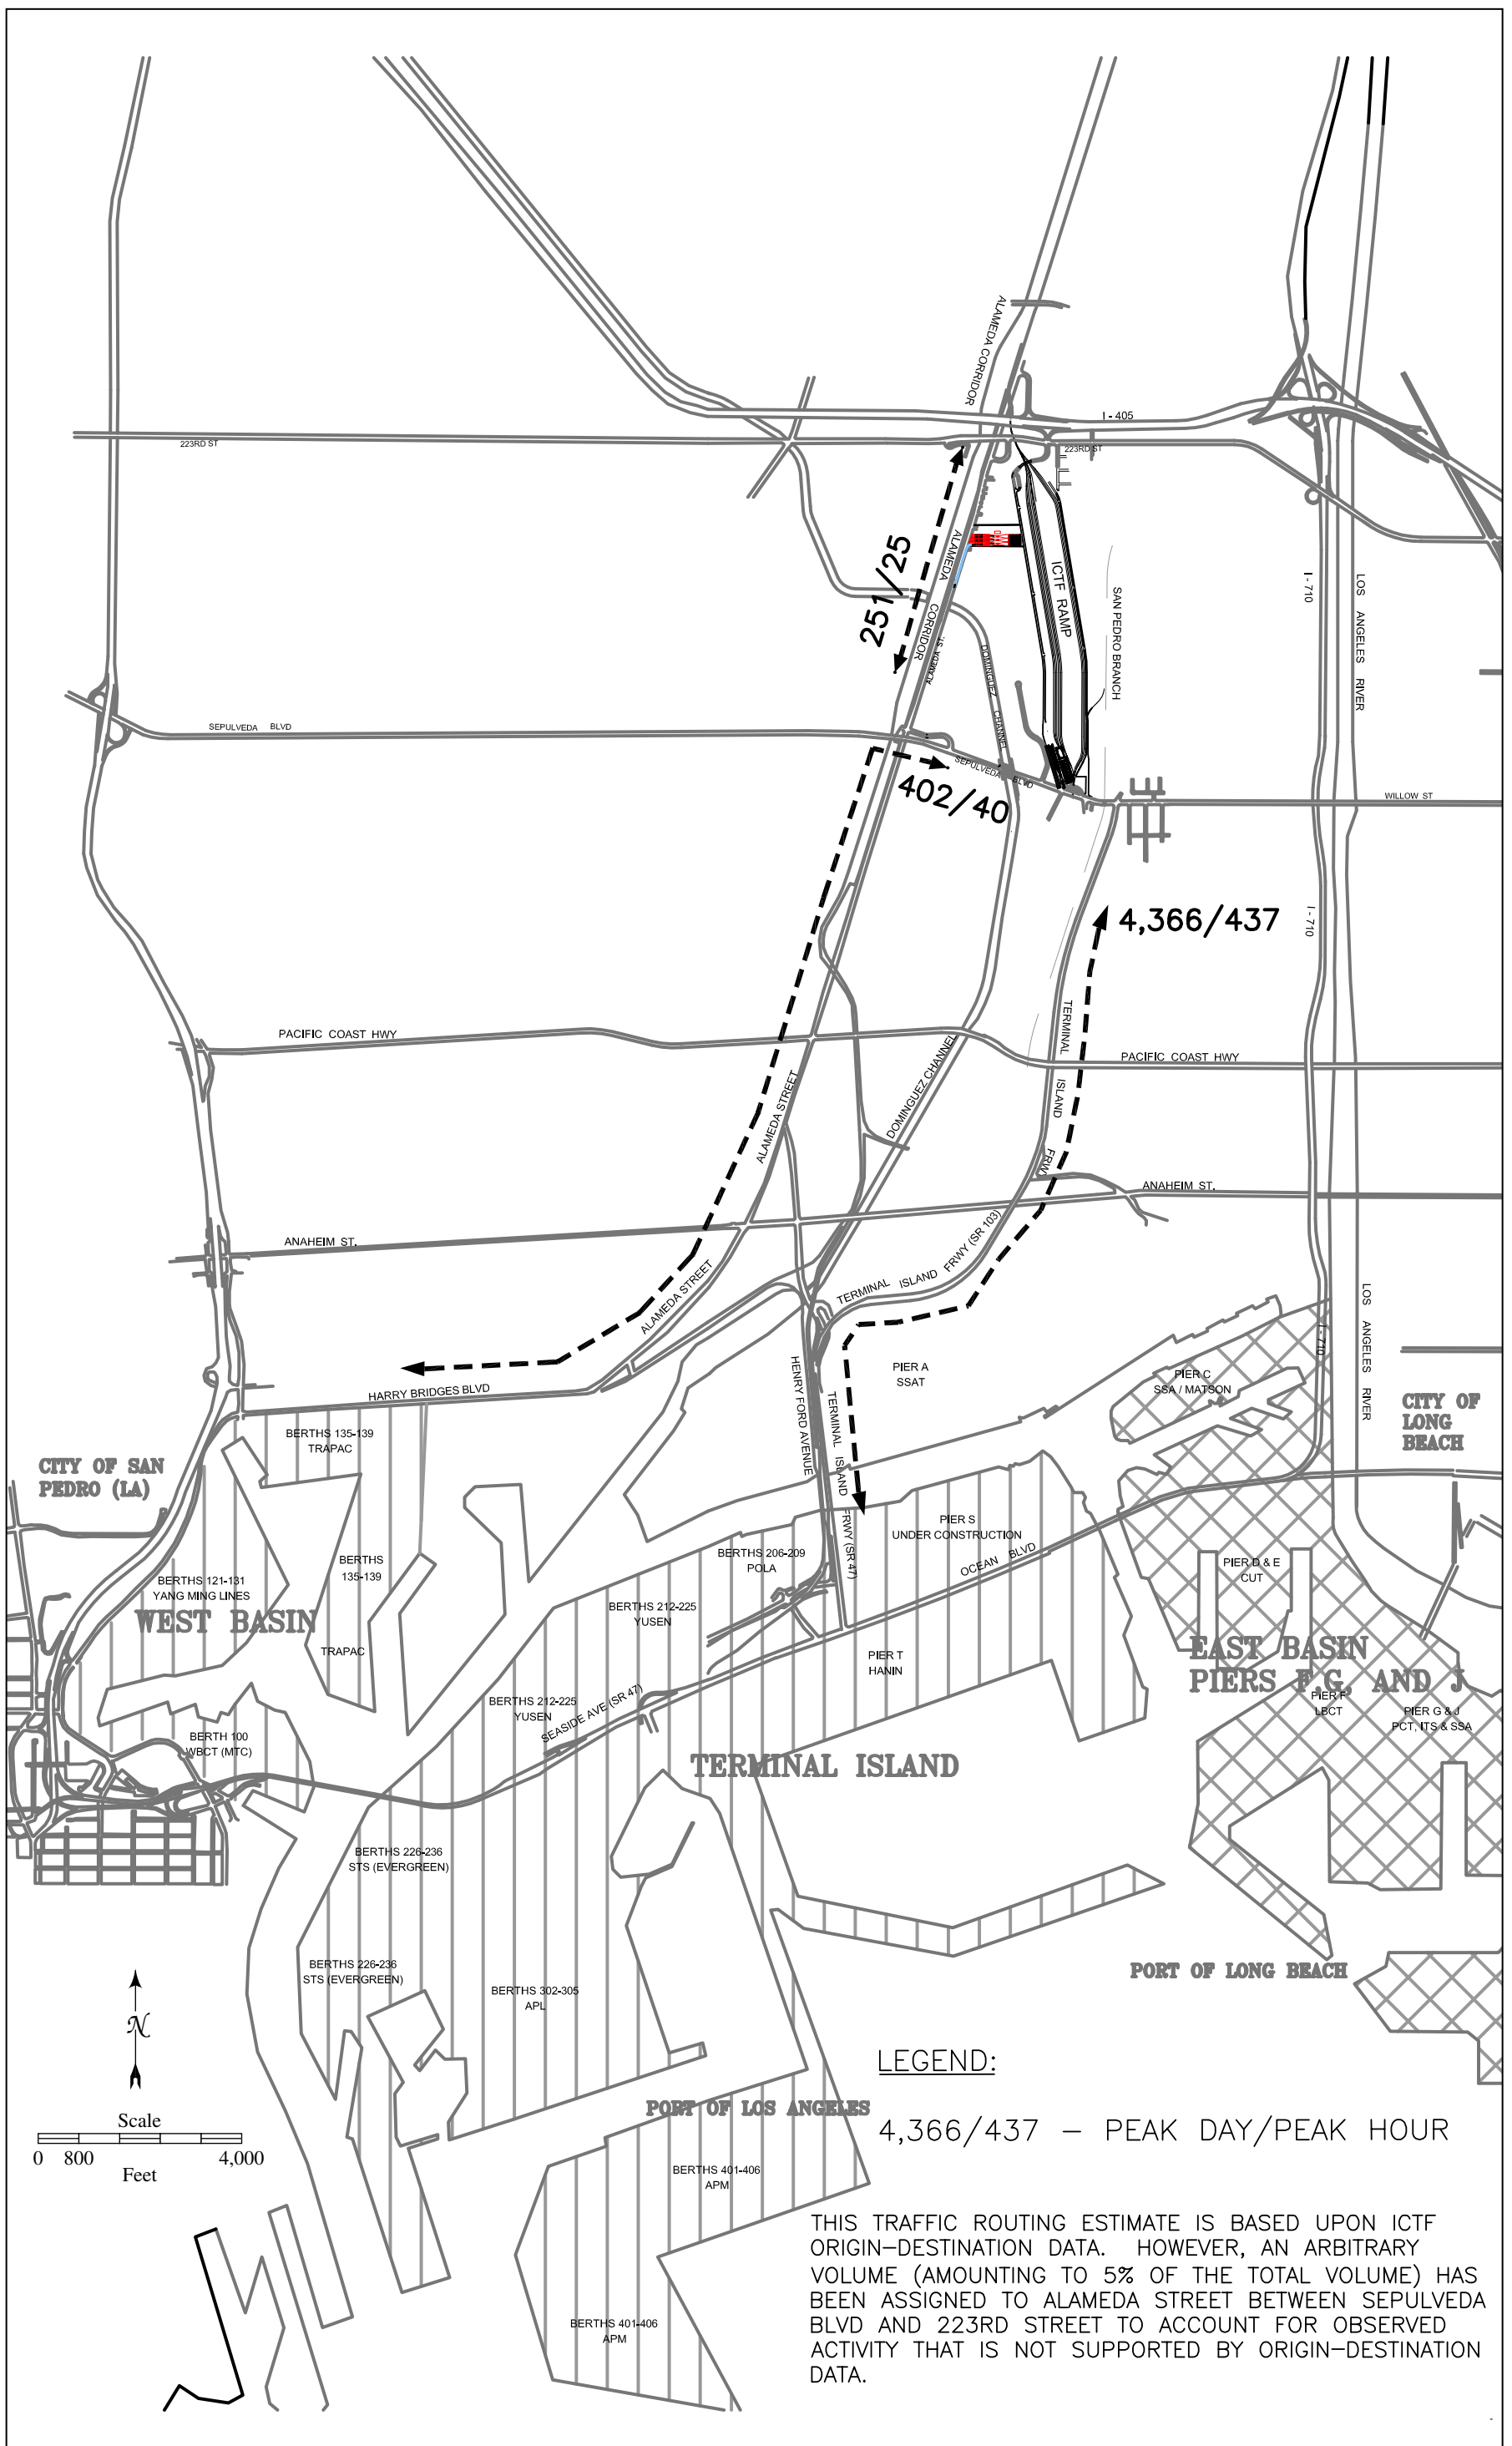 ALAMEDA CORRIDOR
I - 405
223RD ST
223RD ST
251/25
ALAMEDA
CORRIDOR
ALAMEDA ST.
ICTF RAMP
SAN PEDRO BRANCH
I - 710
LOS ANGELES RIVER
DOMINGUEZ CHANNEL
SEPULVEDA BLVD
SEPULVEDA BLVD
402/40
WILLOW ST
4,366/437
I - 710
PACIFIC COAST HWY
PACIFIC COAST HWY
TERMINAL ISLAND FRWY
DOMINGUEZ CHANNEL
ALAMEDA STREET
ANAHEIM ST.
ANAHEIM ST.
TERMINAL ISLAND FRWY (SR 103)
ALAMEDA STREET
I - 710
LOS ANGELES RIVER
HARRY BRIDGES BLVD
HENRY FORD AVENUE
TERMINAL ISLAND FRWY (SR 47)
PIER A
SSAT
PIER C
SSA / MATSON
CITY OF
LONG
BEACH
BERTHS 135-139
TRAPAC
CITY OF SAN
PEDRO (LA)
PIER S
UNDER CONSTRUCTION
OCEAN BLVD
BERTHS 206-209
POLA
BERTHS
135-139
TRAPAC
BERTHS 121-131
YANG MING LINES
WEST BASIN
PIER D & E
CUT
BERTHS 212-225
YUSEN
PIER T
HANIN
EAST BASIN
PIERS F,G, AND J
PIER F
LBCT
PIER G & J
PCT, ITS & SSA
BERTHS 212-225
YUSEN
SEASIDE AVE (SR 47)
BERTH 100
WBCT (MTC)
TERMINAL ISLAND
BERTHS 226-236
STS (EVERGREEN)
BERTHS 226-236
STS (EVERGREEN)
BERTHS 302-305
APL
PORT OF LONG BEACH
N
Scale
0 800 4,000
Feet
LEGEND:
PORT OF LOS ANGELES
4,366/437 – PEAK DAY/PEAK HOUR
BERTHS 401-406
APM
THIS TRAFFIC ROUTING ESTIMATE IS BASED UPON ICTF
ORIGIN–DESTINATION DATA. HOWEVER, AN ARBITRARY
VOLUME (AMOUNTING TO 5% OF THE TOTAL VOLUME) HAS
BEEN ASSIGNED TO ALAMEDA STREET BETWEEN SEPULVEDA
BLVD AND 223RD STREET TO ACCOUNT FOR OBSERVED
ACTIVITY THAT IS NOT SUPPORTED BY ORIGIN–DESTINATION
DATA.
BERTHS 401-406
APM